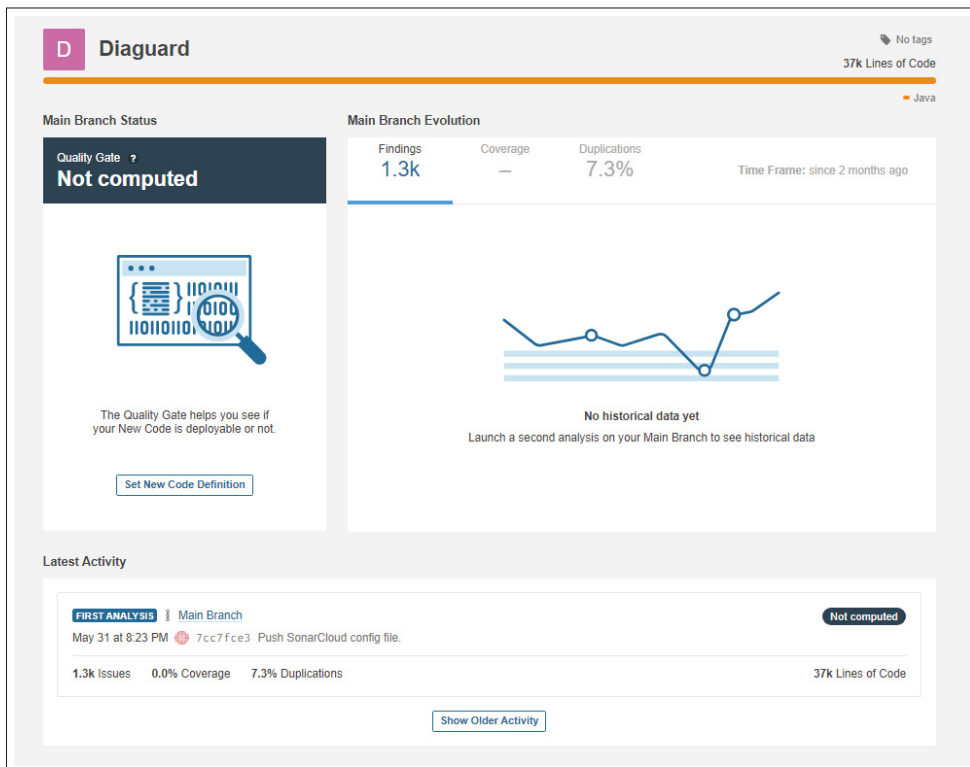 D Diaguard
No tags
37k Lines of Code
Java
Main Branch Status
Main Branch Evolution
Quality Gate ?
Not computed
Findings Coverage Duplications
1.3k — 7.3%
Time Frame: since 2 months ago
The Quality Gate helps you see if
your New Code is deployable or not.
Set New Code Definition
No historical data yet
Launch a second analysis on your Main Branch to see historical data
Latest Activity
FIRST ANALYSIS Main Branch
Not computed
May 31 at 8:23 PM 7cc7fce3 Push SonarCloud config file.
1.3k Issues 0.0% Coverage 7.3% Duplications 37k Lines of Code
Show Older Activity